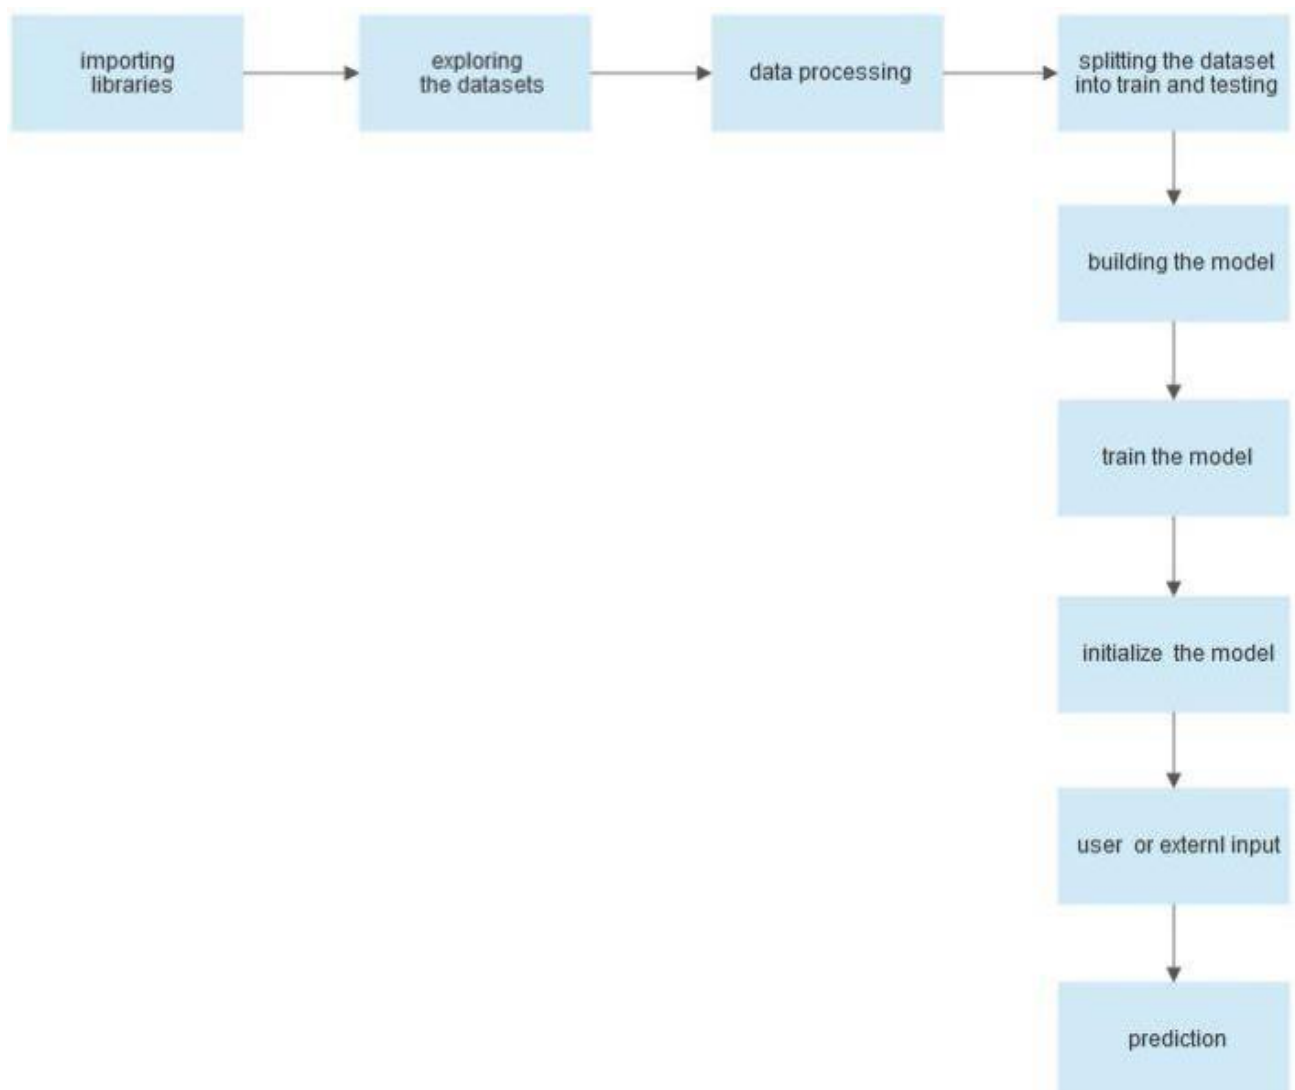 importing
libraries
exploring
the datasets
data processing
splitting the dataset
into train and testing
building the model
train the model
initialize the model
user or externl input
prediction